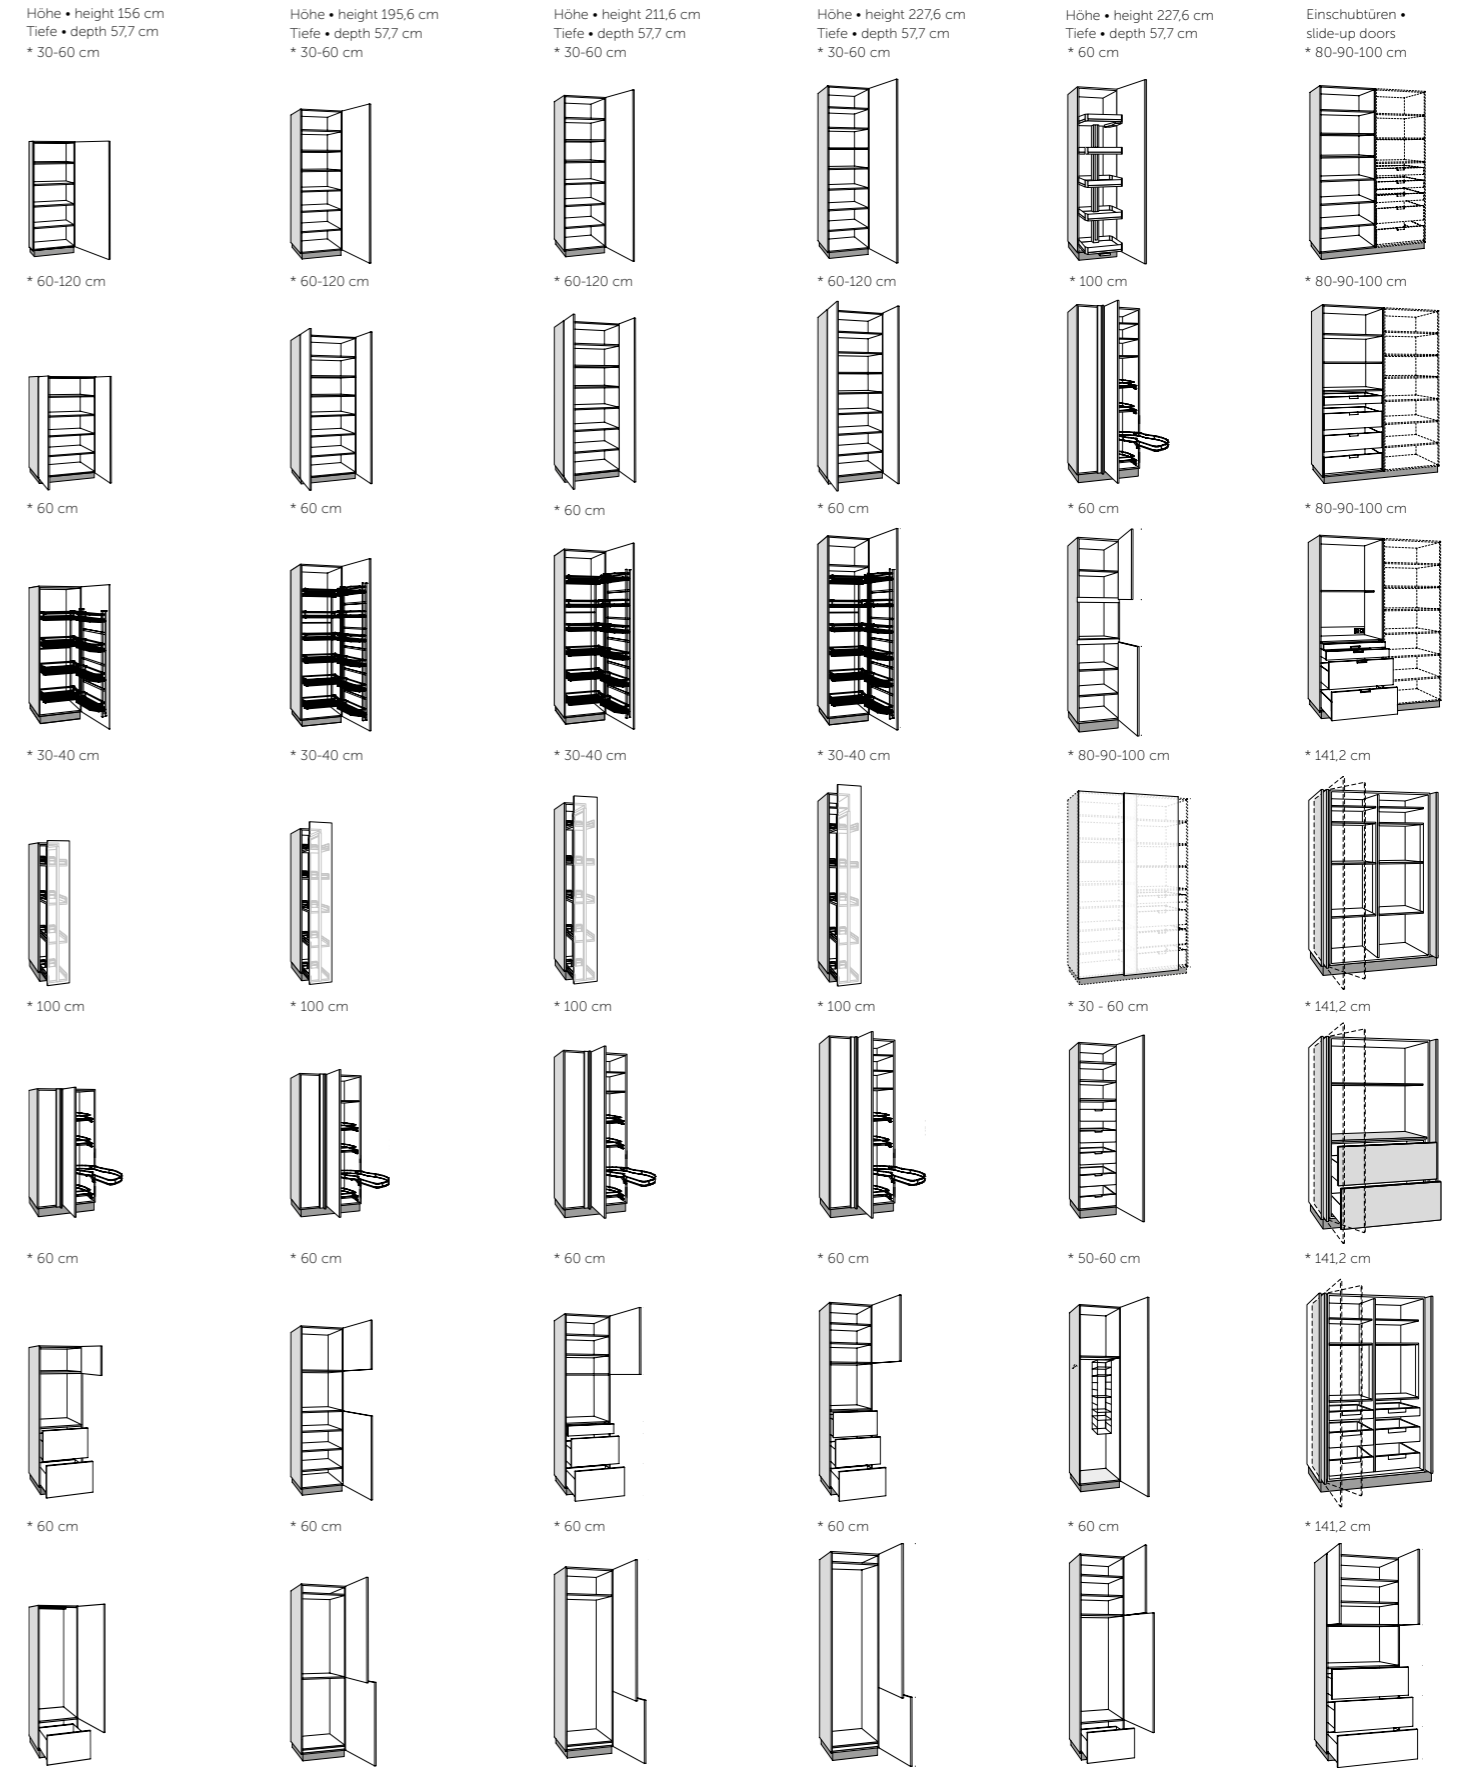 Höhe • height 156 cm
Tiefe • depth 57,7 cm
* 30-60 cm
Höhe • height 195,6 cm
Tiefe • depth 57,7 cm
* 30-60 cm
Höhe • height 211,6 cm
Tiefe • depth 57,7 cm
* 30-60 cm
Höhe • height 227,6 cm
Tiefe • depth 57,7 cm
* 30-60 cm
Höhe • height 227,6 cm
Tiefe • depth 57,7 cm
* 60 cm
Einschubtüren •
slide-up doors
* 80-90-100 cm
* 60-120 cm
* 60-120 cm
* 60-120 cm
* 60-120 cm
* 100 cm
* 80-90-100 cm
* 60 cm
* 60 cm
* 60 cm
* 60 cm
* 60 cm
* 80-90-100 cm
* 30-40 cm
* 30-40 cm
* 30-40 cm
* 30-40 cm
* 80-90-100 cm
* 141,2 cm
* 100 cm
* 100 cm
* 100 cm
* 100 cm
* 30 - 60 cm
* 141,2 cm
* 60 cm
* 60 cm
* 60 cm
* 60 cm
* 50-60 cm
* 141,2 cm
* 60 cm
* 60 cm
* 60 cm
* 60 cm
* 60 cm
* 141,2 cm